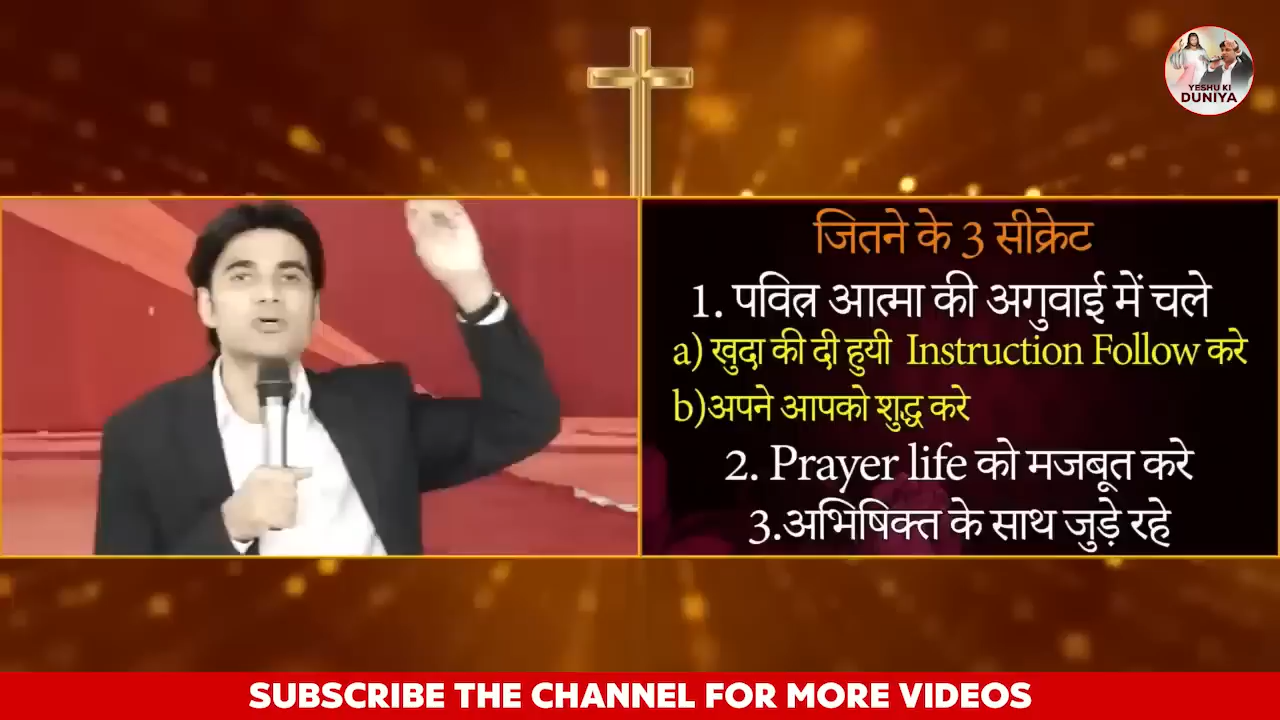 YESHU KI
DUNIYA
जितने के 3 सीक्रेट
1. पवित्र आत्मा की अगुवाई में चले
a) खुदा की दी हुयी Instruction Follow करे
b)अपने आपको शुद्ध करे
2. Prayer life को मजबूत करे
3.अभिषिक्त के साथ जुड़े रहे
SUBSCRIBE THE CHANNEL FOR MORE VIDEOS